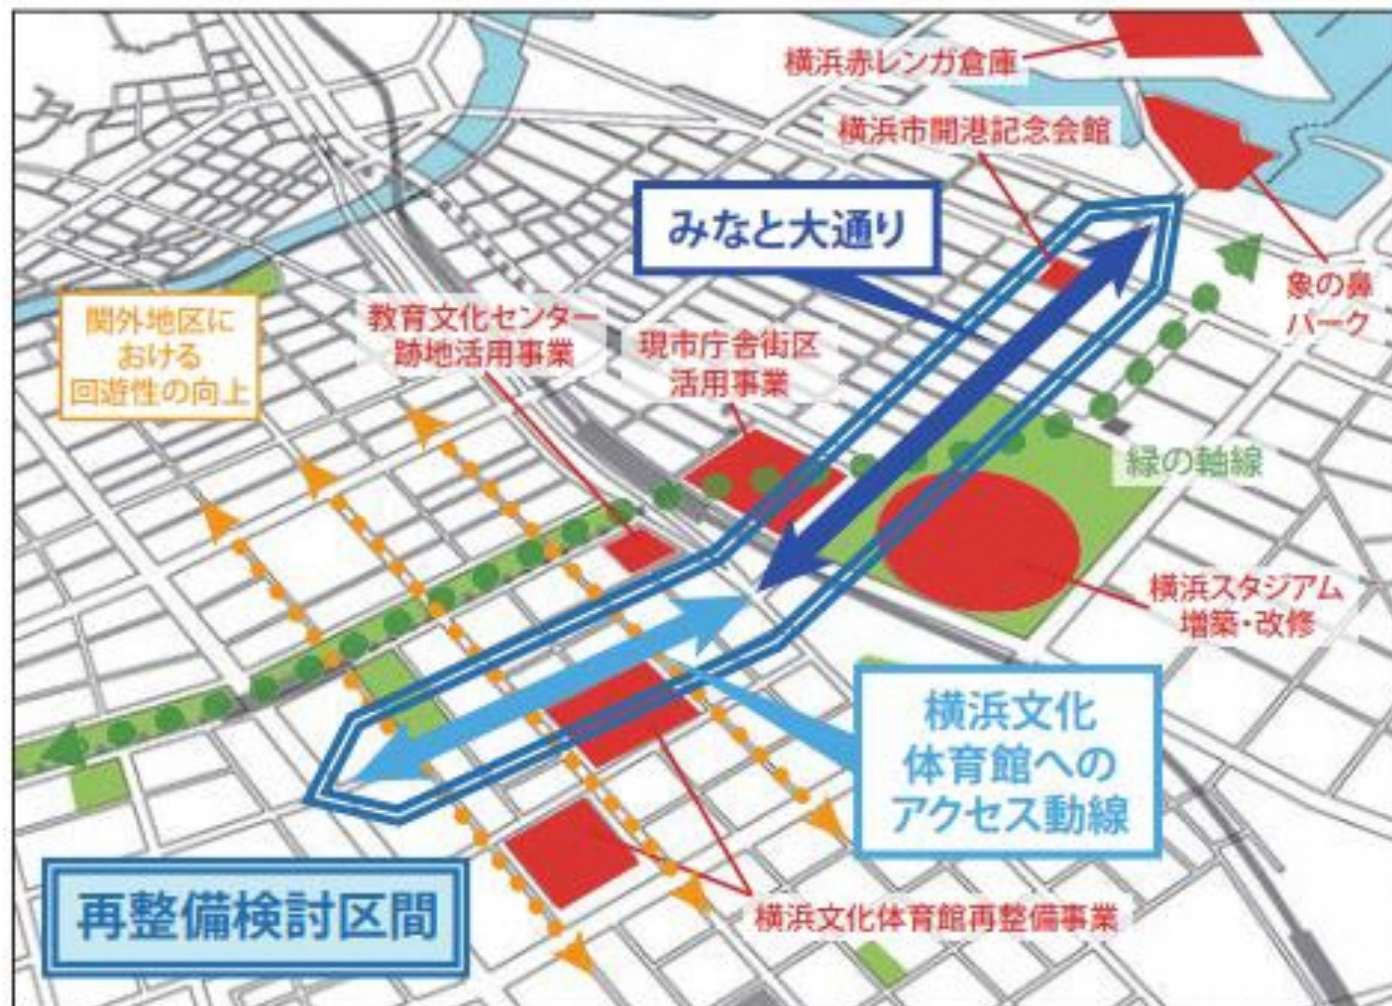 横浜赤レンガ倉庫
横浜市開港記念会館
みなと大通り
象の鼻
パーク
関外地区に
おける
回遊性の向上
教育文化センター
跡地活用事業
現市庁舎街区
活用事業
緑の軸線
横浜スタジアム
増築・改修
横浜文化
体育館への
アクセス動線
再整備検討区間
横浜文化体育館再整備事業